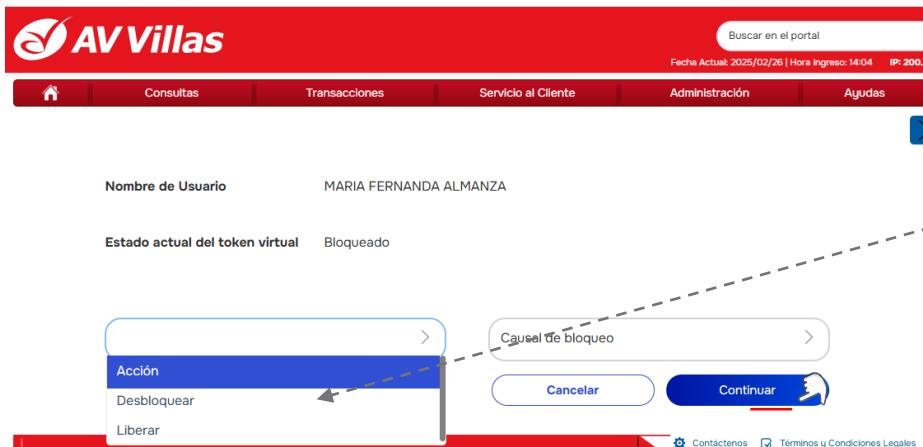 AV Villas
Buscar en el portal
Fecha Actual: 2025/02/26 | Hora Ingreso: 14:04 IP: 200.
Consultas Transacciones Servicio al Cliente Administración Ayudas
Nombre de Usuario MARIA FERNANDA ALMANZA
Estado actual del token virtual Bloqueado
Causal de bloqueo
Acción
Desbloquear
Cancelar Continuar
Liberar
Contáctenos Términos y Condiciones Legales